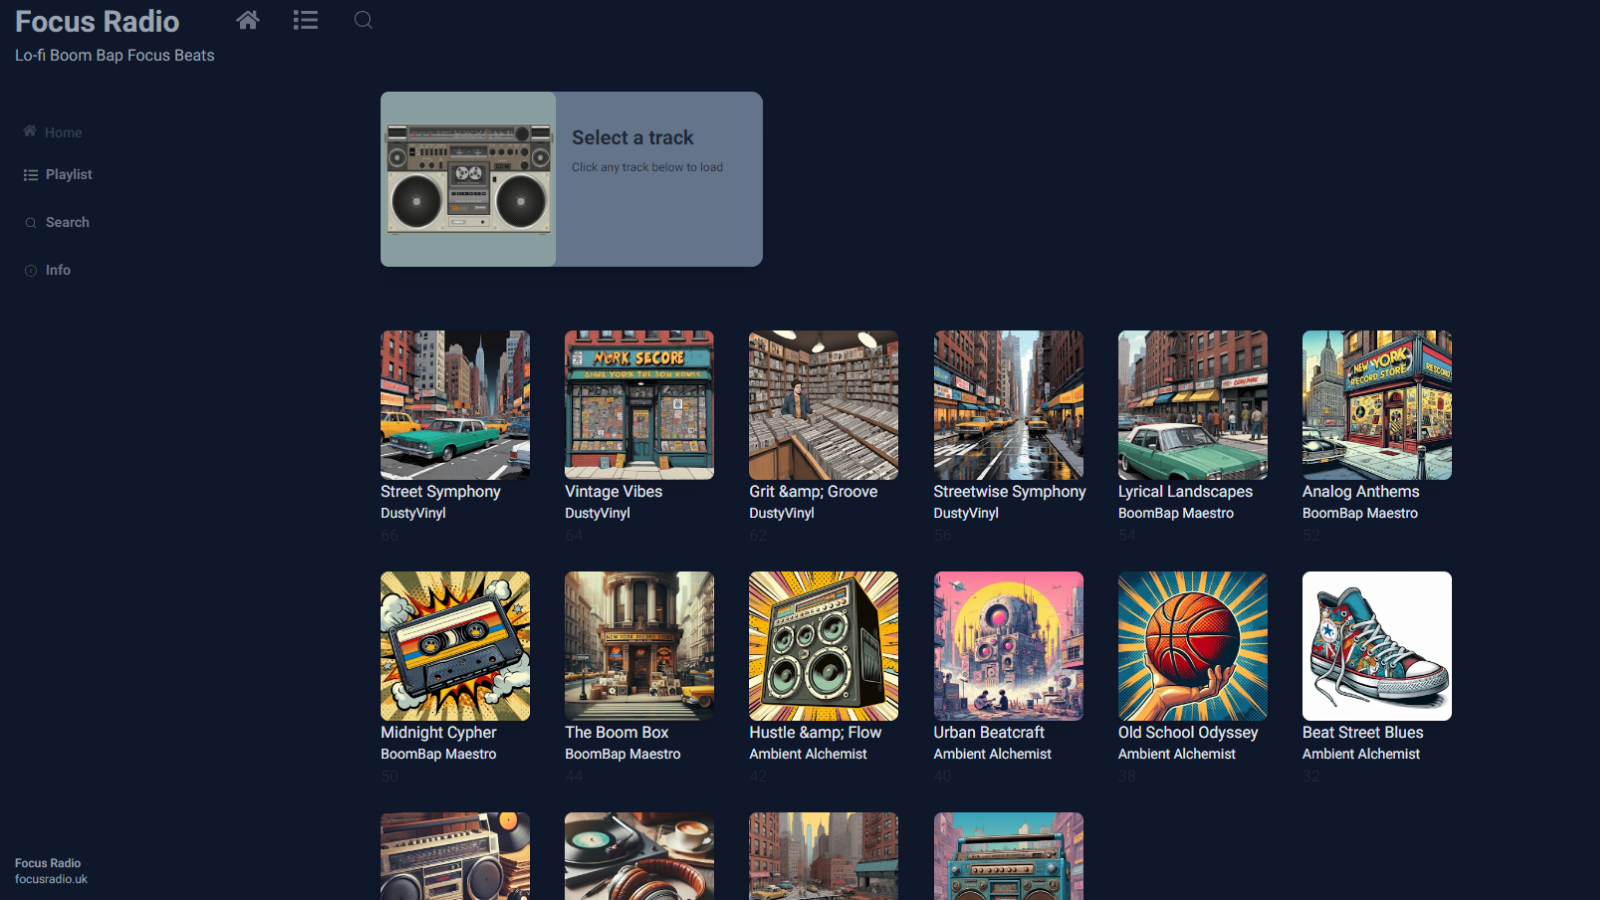 Focus Radio
Lo-fi Boom Bap Focus Beats
Home
Playlist
Search
Info
Select a track
Click any track below to load
NEW YORK
RECORD STORE
Street Symphony
Vintage Vibes
Grit &amp; Groove
Streetwise Symphony
Lyrical Landscapes
Analog Anthems
DustyVinyl
DustyVinyl
DustyVinyl
DustyVinyl
BoomBap Maestro
BoomBap Maestro
66
64
62
56
54
52
Midnight Cypher
The Boom Box
Hustle &amp; Flow
Urban Beatcraft
Old School Odyssey
Beat Street Blues
BoomBap Maestro
BoomBap Maestro
Ambient Alchemist
Ambient Alchemist
Ambient Alchemist
Ambient Alchemist
50
44
42
40
38
32
Focus Radio
focusradio.uk